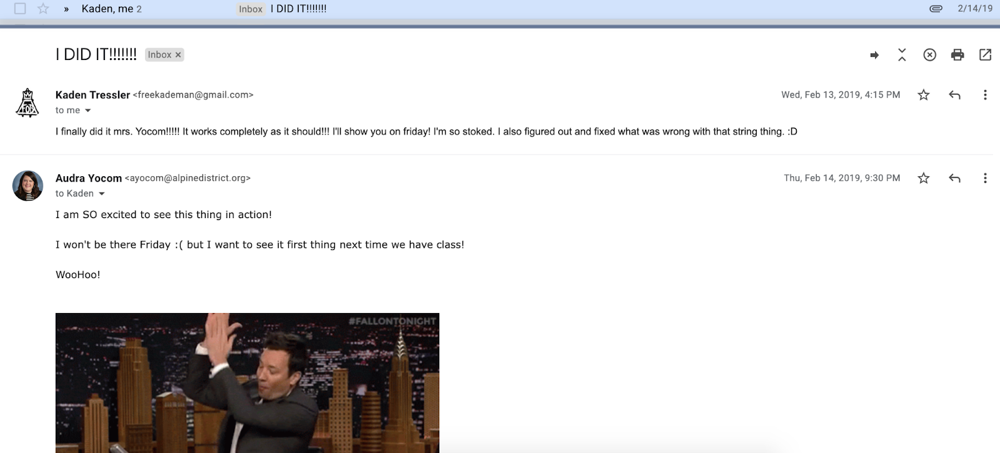 » Kaden, me 2 Inbox I DID IT!!!!!!! 2/14/19
I DID IT!!!!!!! Inbox ×
Kaden Tressler <freekademan@gmail.com> Wed, Feb 13, 2019, 4:15 PM
FOB
to me
I finally did it mrs. Yocom!!!!! It works completely as it should!!! I'll show you on friday! I'm so stoked. I also figured out and fixed what was wrong with that string thing. :D
Audra Yocom <ayocom@alpinedistrict.org> Thu, Feb 14, 2019, 9:30 PM
to Kaden
I am SO excited to see this thing in action!
I won't be there Friday :( but I want to see it first thing next time we have class!
WooHoo!
#FALLONTONIGHT